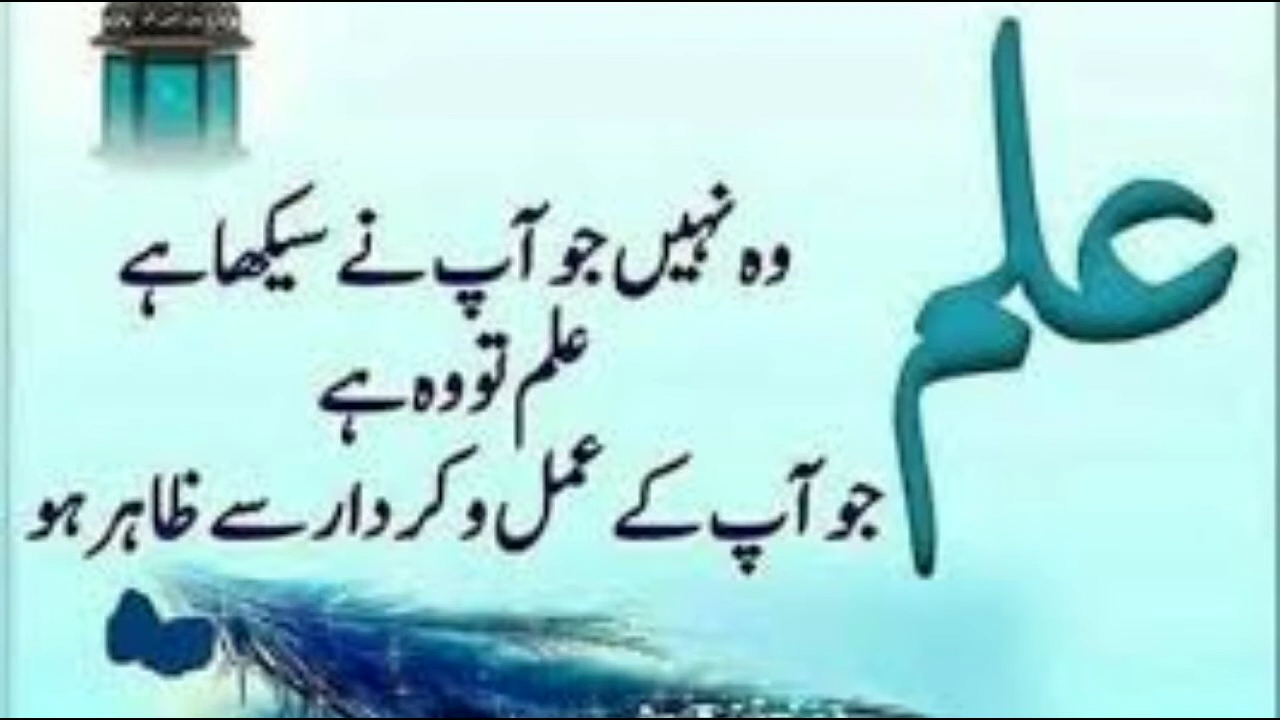 علم
وہ نہیں جو آپ نے سیکھا ہے
علم تو وہ ہے
جو آپ کے عمل و کردار سے ظاہر ہو